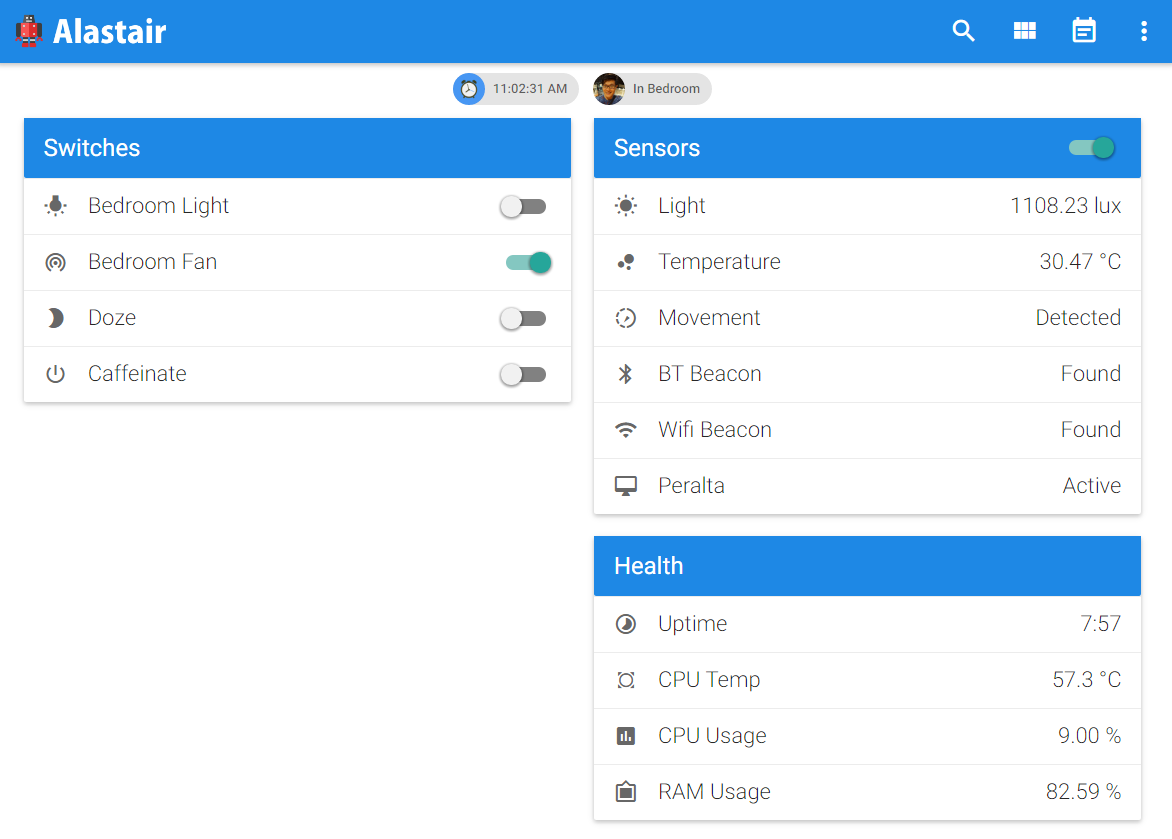 Alastair
11:02:31 AM
In Bedroom
Switches
Bedroom Light
Bedroom Fan
Doze
Caffeinate
Sensors
Light 1108.23 lux
Temperature 30.47 °C
Movement Detected
BT Beacon Found
Wifi Beacon Found
Peralta Active
Health
Uptime 7:57
CPU Temp 57.3 °C
CPU Usage 9.00 %
RAM Usage 82.59 %